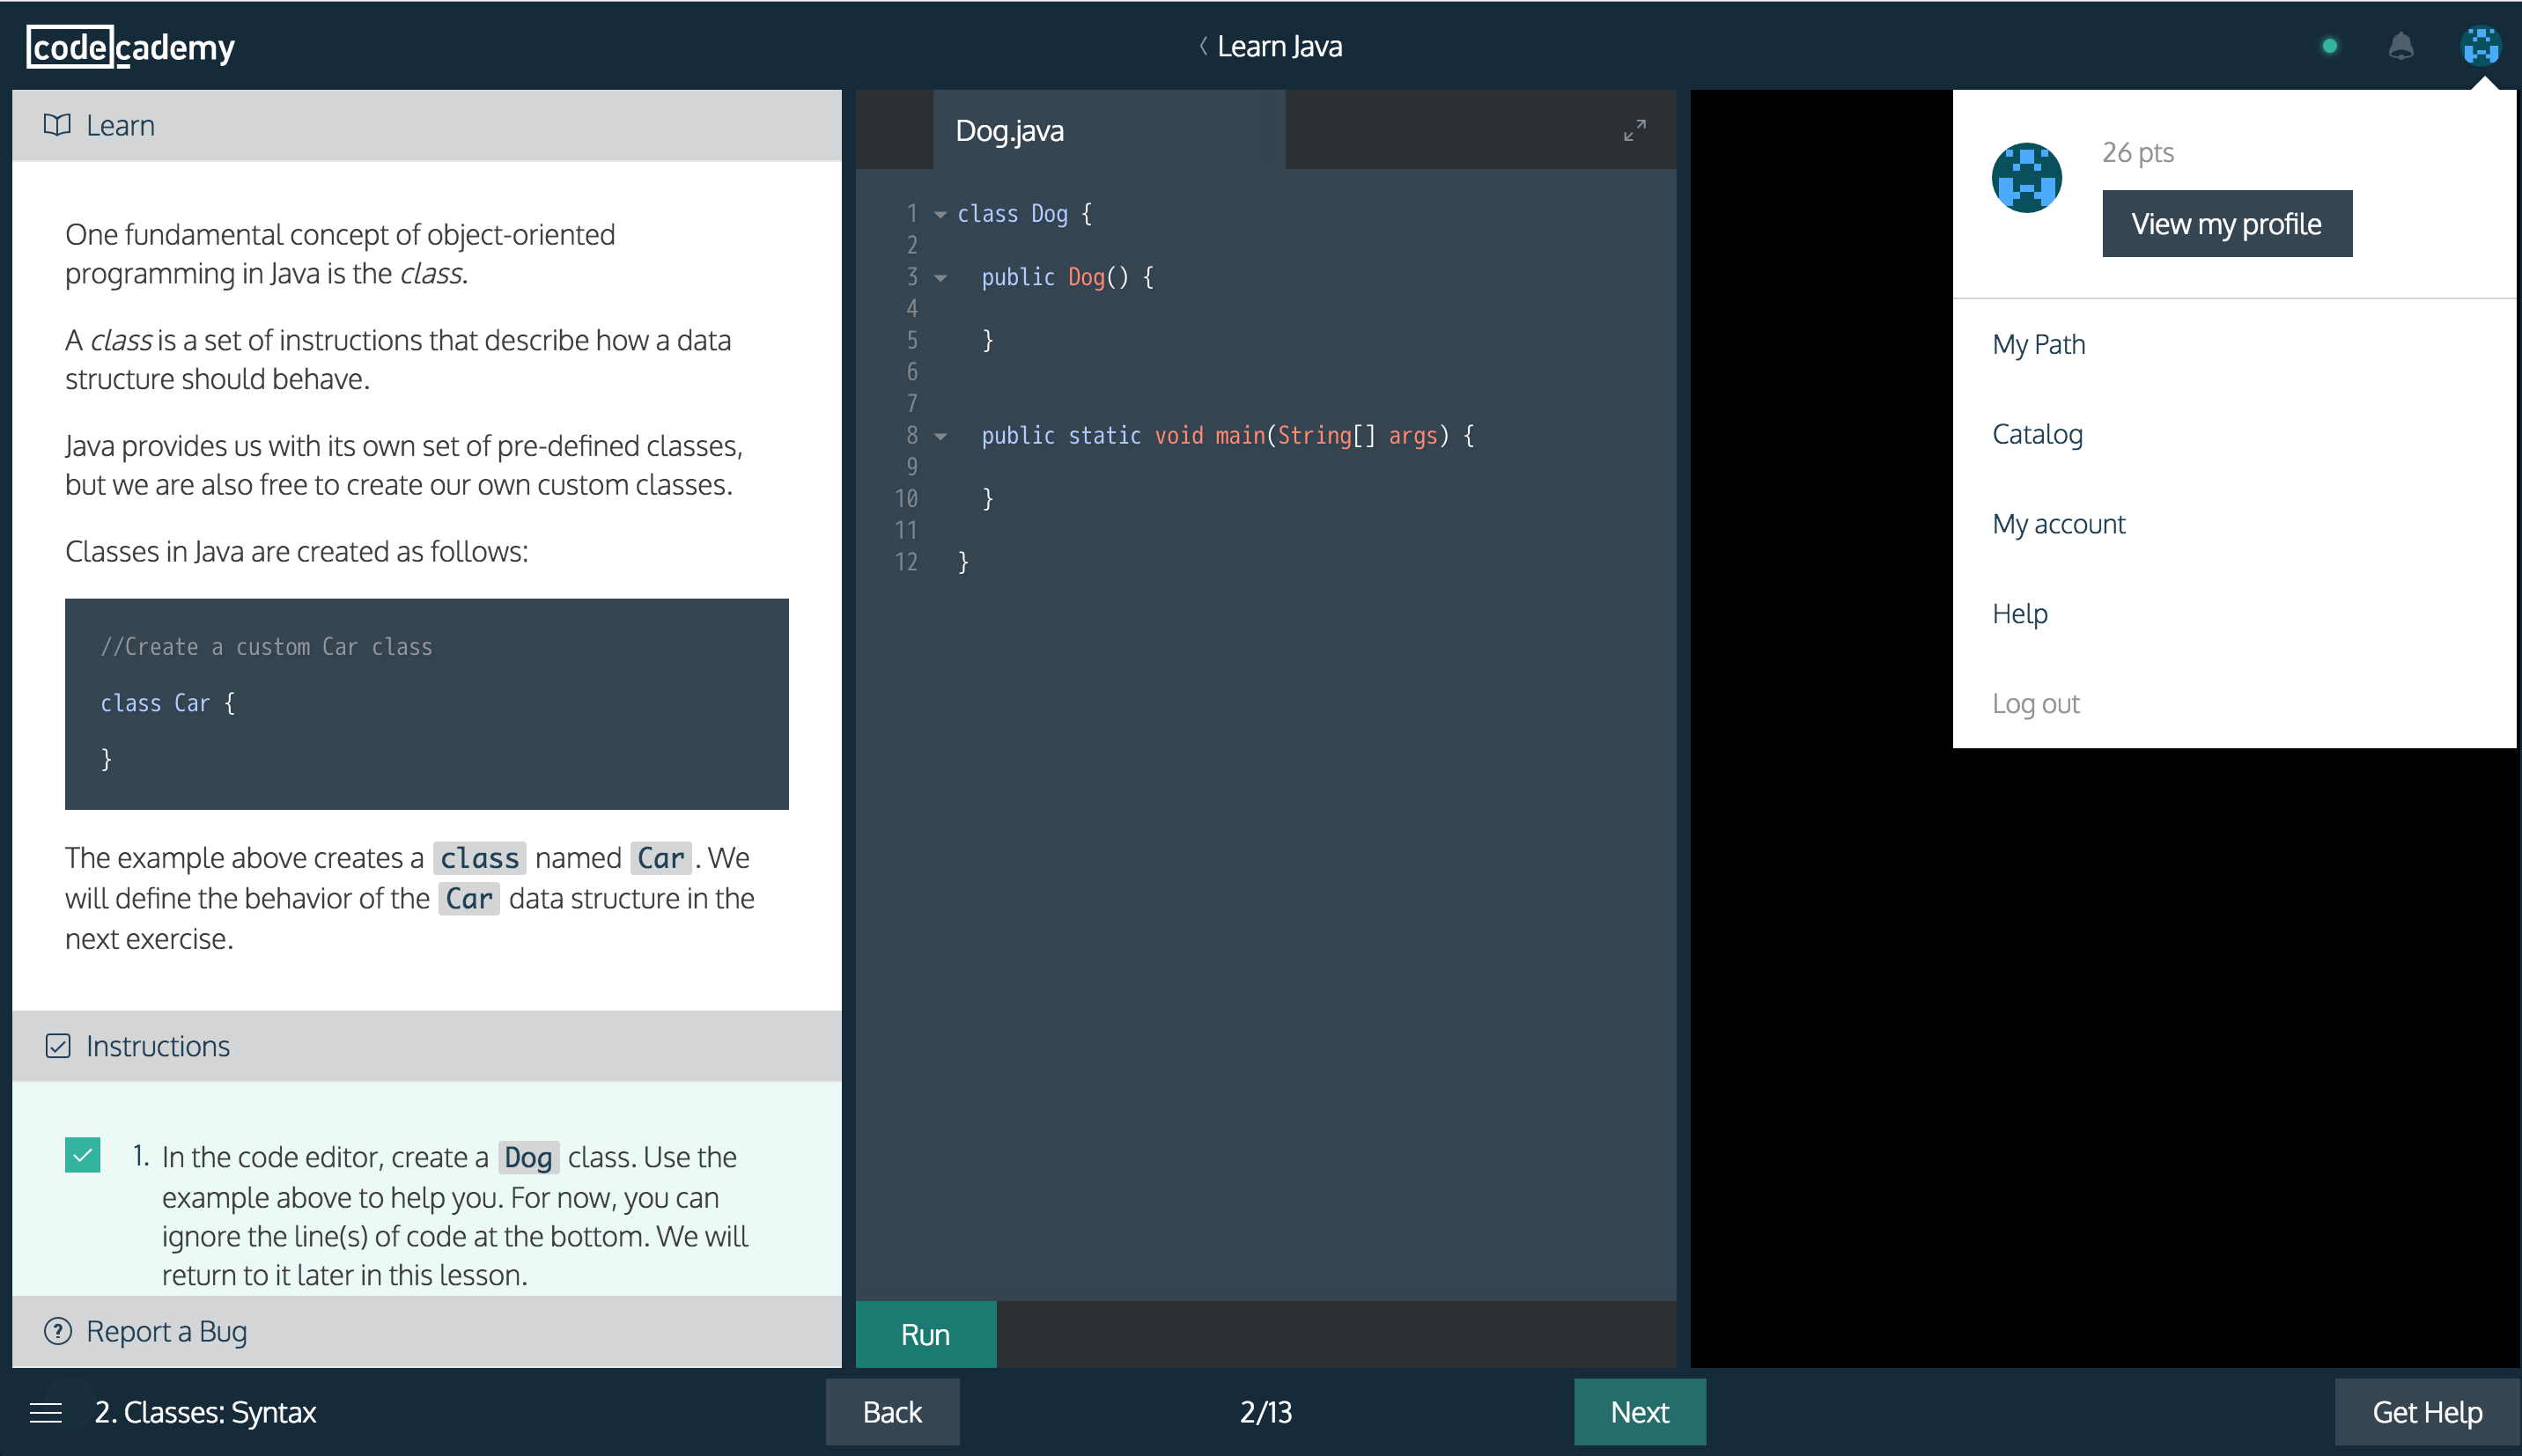 codecademy
Learn Java
Learn
One fundamental concept of object-oriented
programming in Java is the class.
A class is a set of instructions that describe how a data
structure should behave.
Java provides us with its own set of pre-defined classes,
but we are also free to create our own custom classes.
Classes in Java are created as follows:
//Create a custom Car class
class Car {
}
The example above creates a class named Car. We
will define the behavior of the Car data structure in the
next exercise.
Instructions
1. In the code editor, create a Dog class. Use the
example above to help you. For now, you can
ignore the line(s) of code at the bottom. We will
return to it later in this lesson.
? Report a Bug
Dog.java
1 class Dog {
2
3 public Dog() {
4
5 }
6
7
8 public static void main(String[] args) {
9
10 }
11
12 }
Run
26 pts
View my profile
My Path
Catalog
My account
Help
Log out
2. Classes: Syntax
Back
2/13
Next
Get Help